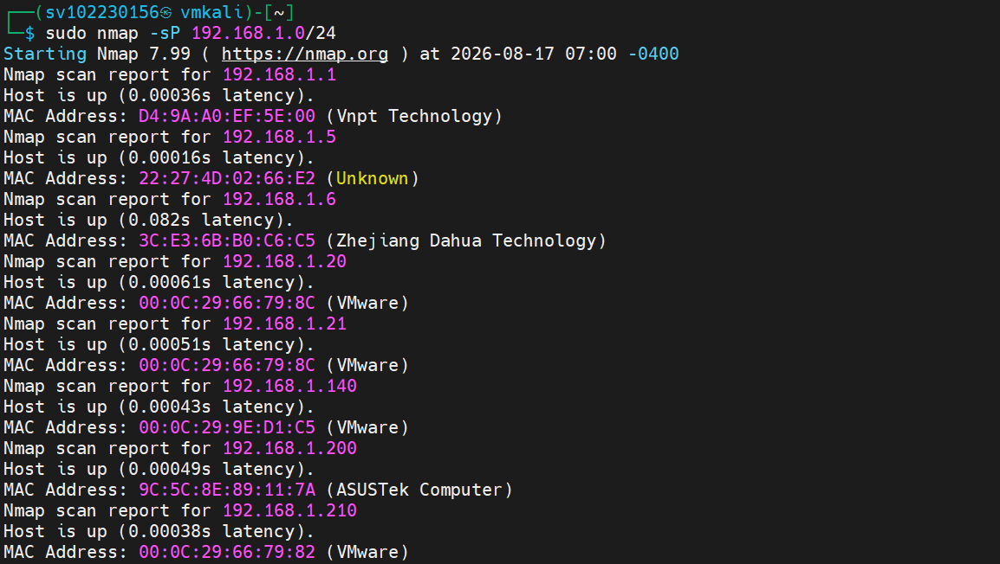 ┌──(sv102230156㉿ vmkali)-[~]
└─$ sudo nmap -sP 192.168.1.0/24
Starting Nmap 7.99 ( https://nmap.org ) at 2026-08-17 07:00 -0400
Nmap scan report for 192.168.1.1
Host is up (0.00036s latency).
MAC Address: D4:9A:A0:EF:5E:00 (Vnpt Technology)
Nmap scan report for 192.168.1.5
Host is up (0.00016s latency).
MAC Address: 22:27:4D:02:66:E2 (Unknown)
Nmap scan report for 192.168.1.6
Host is up (0.082s latency).
MAC Address: 3C:E3:6B:B0:C6:C5 (Zhejiang Dahua Technology)
Nmap scan report for 192.168.1.20
Host is up (0.00061s latency).
MAC Address: 00:0C:29:66:79:8C (VMware)
Nmap scan report for 192.168.1.21
Host is up (0.00051s latency).
MAC Address: 00:0C:29:66:79:8C (VMware)
Nmap scan report for 192.168.1.140
Host is up (0.00043s latency).
MAC Address: 00:0C:29:9E:D1:C5 (VMware)
Nmap scan report for 192.168.1.200
Host is up (0.00049s latency).
MAC Address: 9C:5C:8E:89:11:7A (ASUSTek Computer)
Nmap scan report for 192.168.1.210
Host is up (0.00038s latency).
MAC Address: 00:0C:29:66:79:82 (VMware)